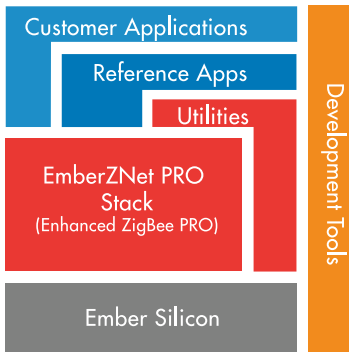 Customer Applications
Reference Apps
Utilities
EmberZNet PRO
Stack
(Enhanced ZigBee PRO)
Ember Silicon
Development Tools